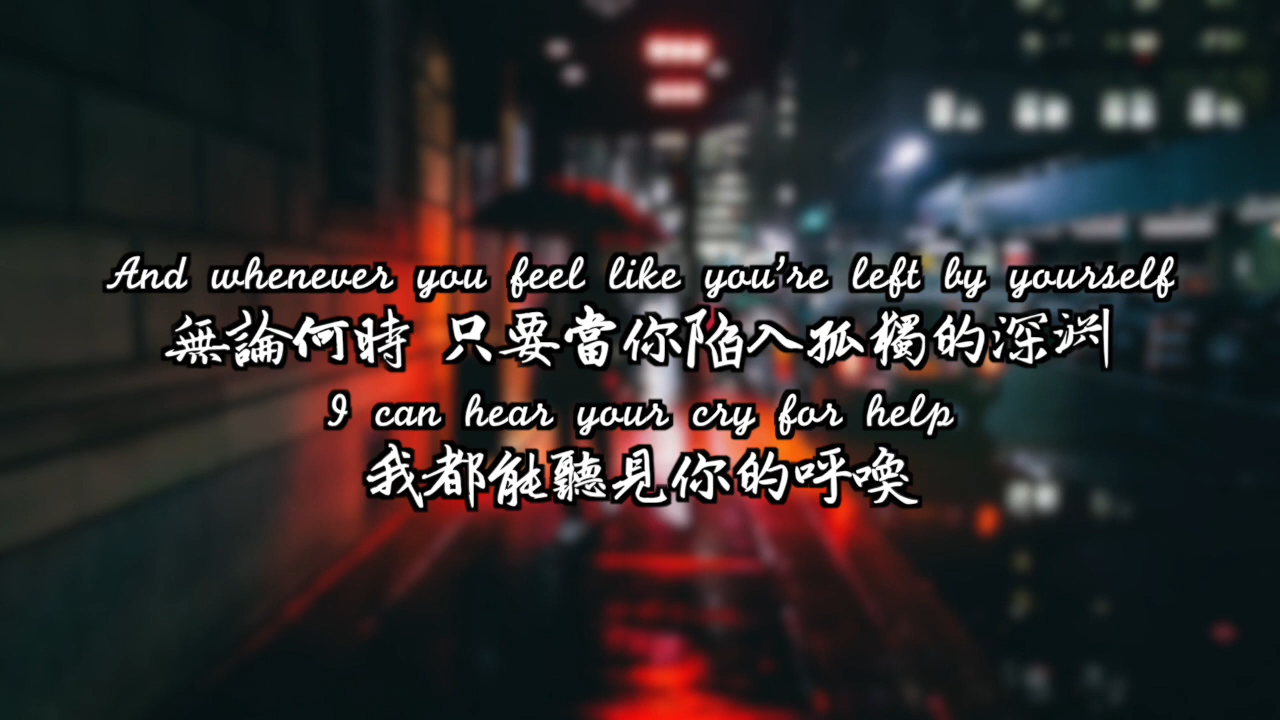 And whenever you feel like you're left by yourself
無論何時 只要當你陷入孤獨的深渕
I can hear your cry for help
我都能聽見你的呼喚